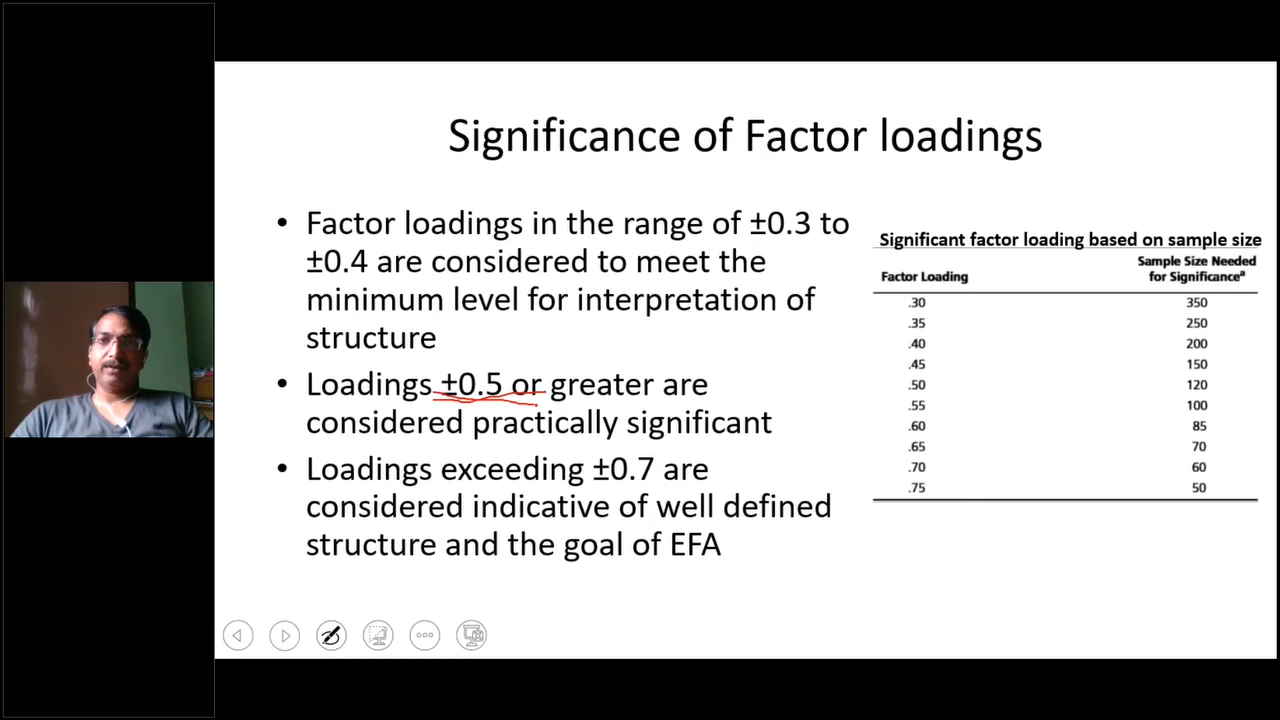 Significance of Factor loadings
• Factor loadings in the range of ±0.3 to
±0.4 are considered to meet the
minimum level for interpretation of
structure
• Loadings ±0.5 or greater are
considered practically significant
• Loadings exceeding ±0.7 are
considered indicative of well defined
structure and the goal of EFA
Significant factor loading based on sample size
Factor Loading Sample Size Needed
for Significanceᵃ
.30 350
.35 250
.40 200
.45 150
.50 120
.55 100
.60 85
.65 70
.70 60
.75 50